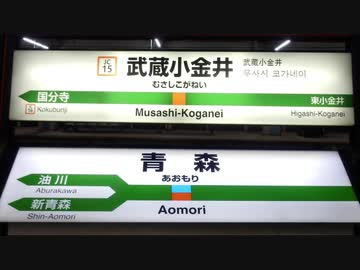 JC
15
武蔵小金井
むさしこがねい
武蔵小金井
무사시 코가네이
国分寺
Kokubunji
Musashi-Koganei
東小金井
Higashi-Koganei
青森
あおもり
油川
Aburakawa
新青森
Shin-Aomori
Aomori